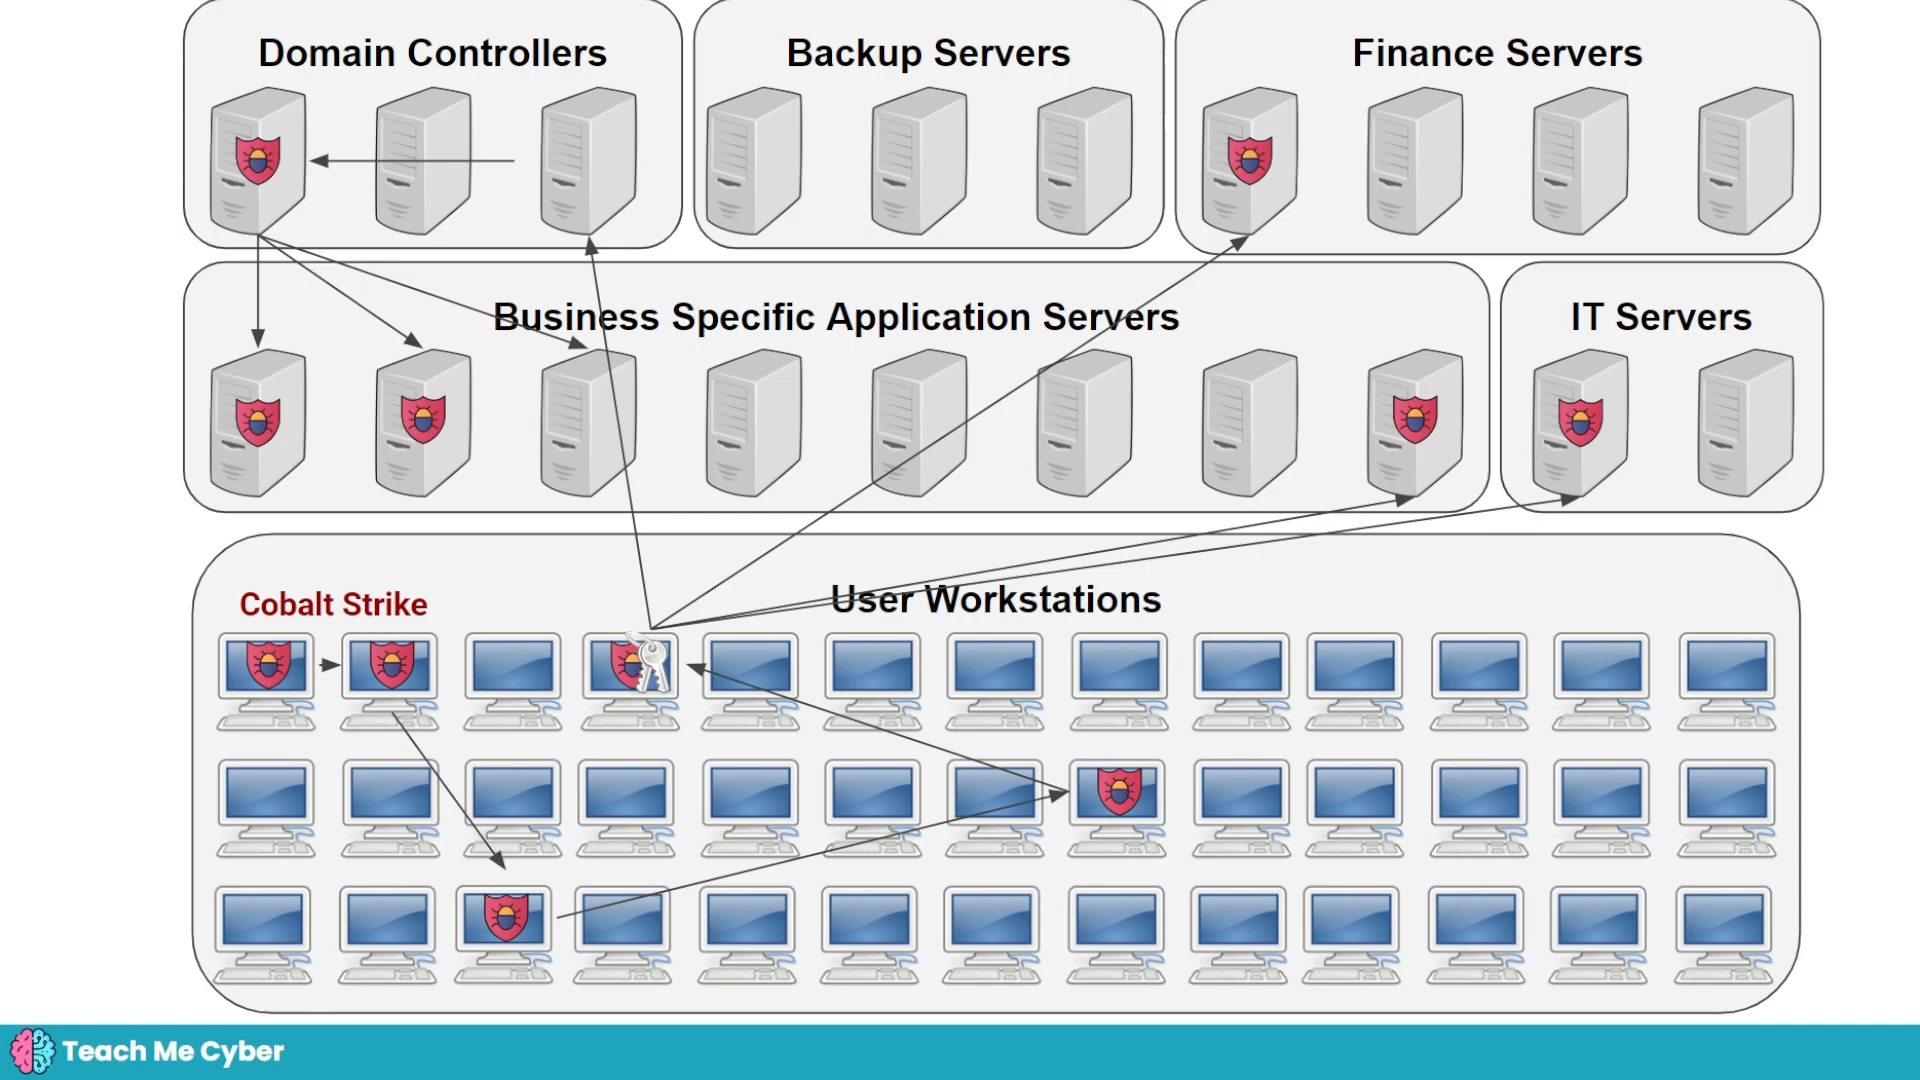 Domain Controllers
Backup Servers
Finance Servers
Business Specific Application Servers
IT Servers
Cobalt Strike
User Workstations
Teach Me Cyber